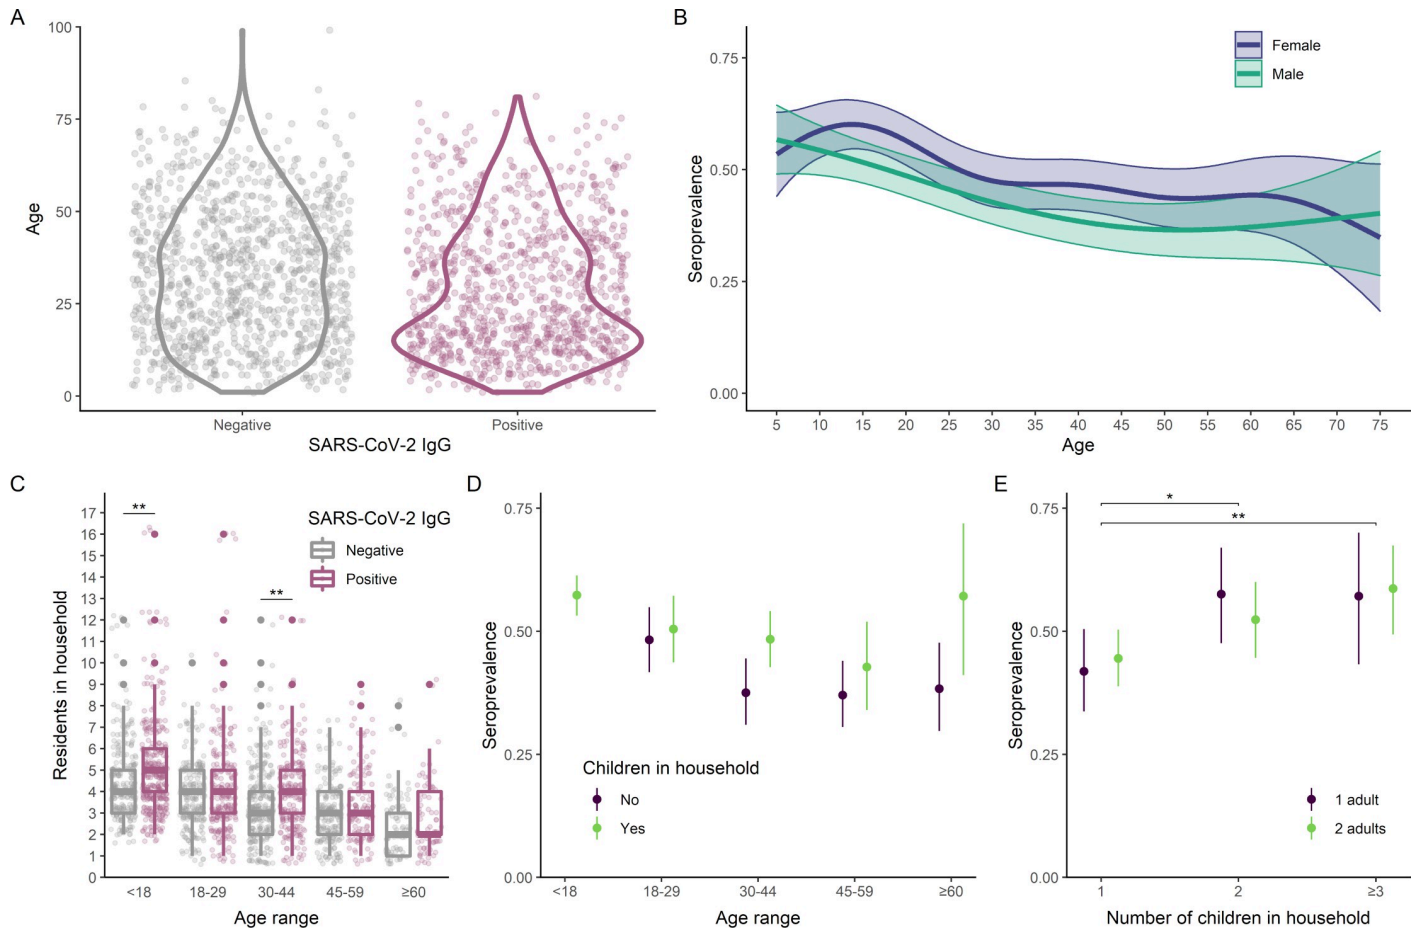 A
100
75
50
25
0
Age
Negative
Positive
SARS-CoV-2 IgG
B
0.75
0.50
0.25
0.00
Seroprevalence
Female
Male
5 10 15 20 25 30 35 40 45 50 55 60 65 70 75
Age
C
17
16
15
14
13
12
11
10
9
8
7
6
5
4
3
2
1
0
Residents in household
**
**
SARS-CoV-2 IgG
Negative
Positive
<18 18-29 30-44 45-59 ≥60
Age range
D
0.75
0.50
0.25
0.00
Seroprevalence
Children in household
No
Yes
<18 18-29 30-44 45-59 ≥60
Age range
E
0.75
0.50
0.25
0.00
Seroprevalence
*
**
1 adult
2 adults
1 2 ≥3
Number of children in household